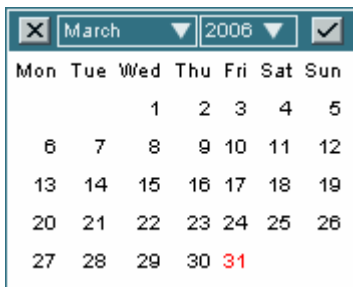 March 2006
Mon Tue Wed Thu Fri Sat Sun
1 2 3 4 5
6 7 8 9 10 11 12
13 14 15 16 17 18 19
20 21 22 23 24 25 26
27 28 29 30 31